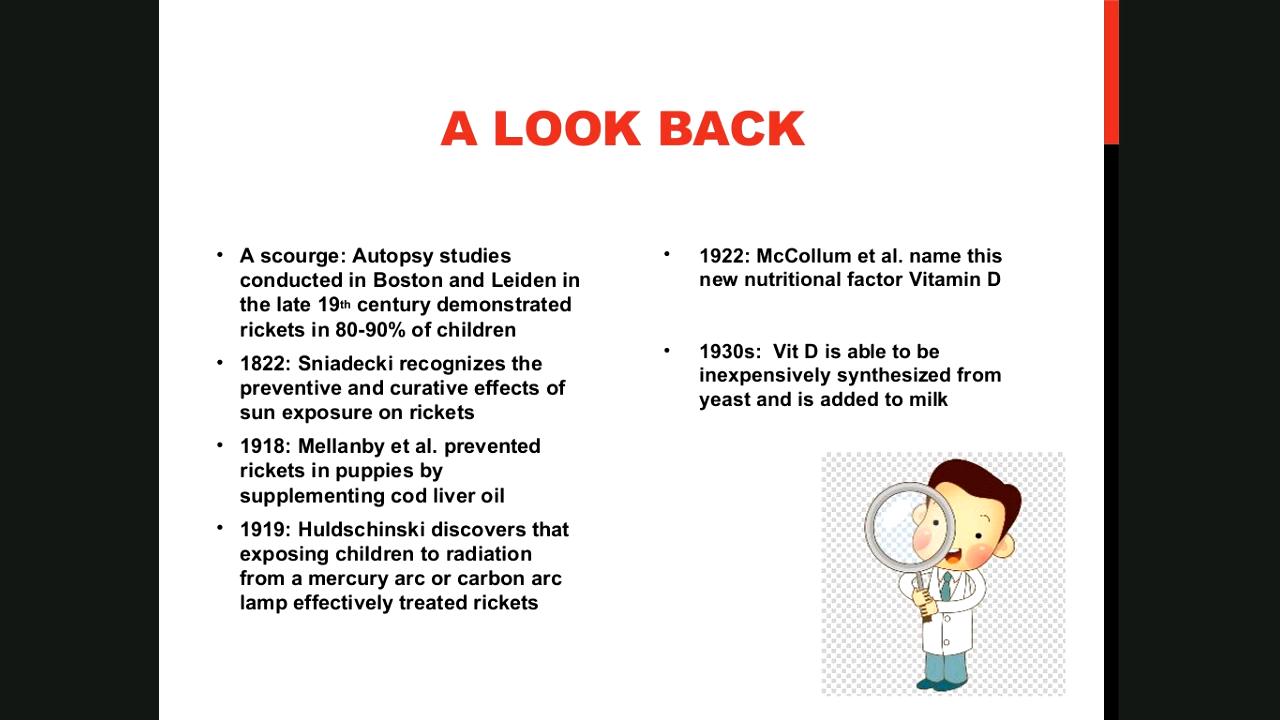 A LOOK BACK
• A scourge: Autopsy studies
conducted in Boston and Leiden in
the late 19th century demonstrated
rickets in 80-90% of children
• 1822: Sniadecki recognizes the
preventive and curative effects of
sun exposure on rickets
• 1918: Mellanby et al. prevented
rickets in puppies by
supplementing cod liver oil
• 1919: Huldschinski discovers that
exposing children to radiation
from a mercury arc or carbon arc
lamp effectively treated rickets
• 1922: McCollum et al. name this
new nutritional factor Vitamin D
• 1930s:  Vit D is able to be
inexpensively synthesized from
yeast and is added to milk